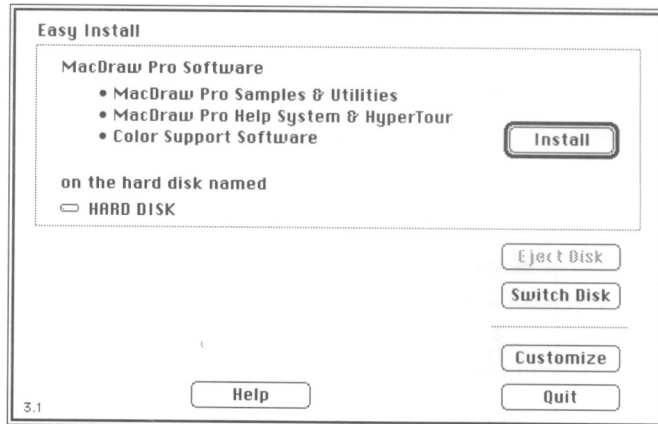 Easy Install
MacDraw Pro Software
• MacDraw Pro Samples & Utilities
• MacDraw Pro Help System & HyperTour
• Color Support Software
Install
on the hard disk named
HARD DISK
Eject Disk
Switch Disk
Customize
Help
Quit
3.1